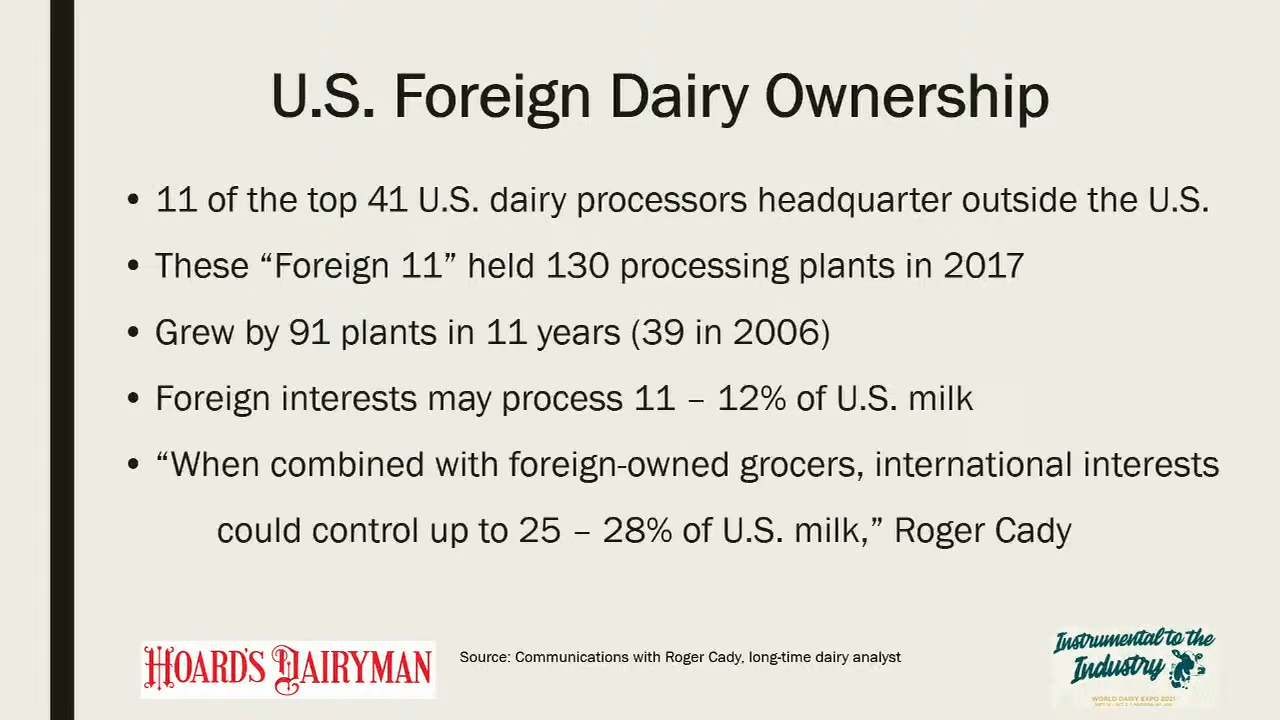 U.S. Foreign Dairy Ownership
• 11 of the top 41 U.S. dairy processors headquarter outside the U.S.
• These “Foreign 11” held 130 processing plants in 2017
• Grew by 91 plants in 11 years (39 in 2006)
• Foreign interests may process 11 – 12% of U.S. milk
• “When combined with foreign-owned grocers, international interests
could control up to 25 – 28% of U.S. milk,” Roger Cady
HOARD'S DAIRYMAN
Source: Communications with Roger Cady, long-time dairy analyst
Instrumental to the
Industry
WORLD DAIRY EXPO 2021